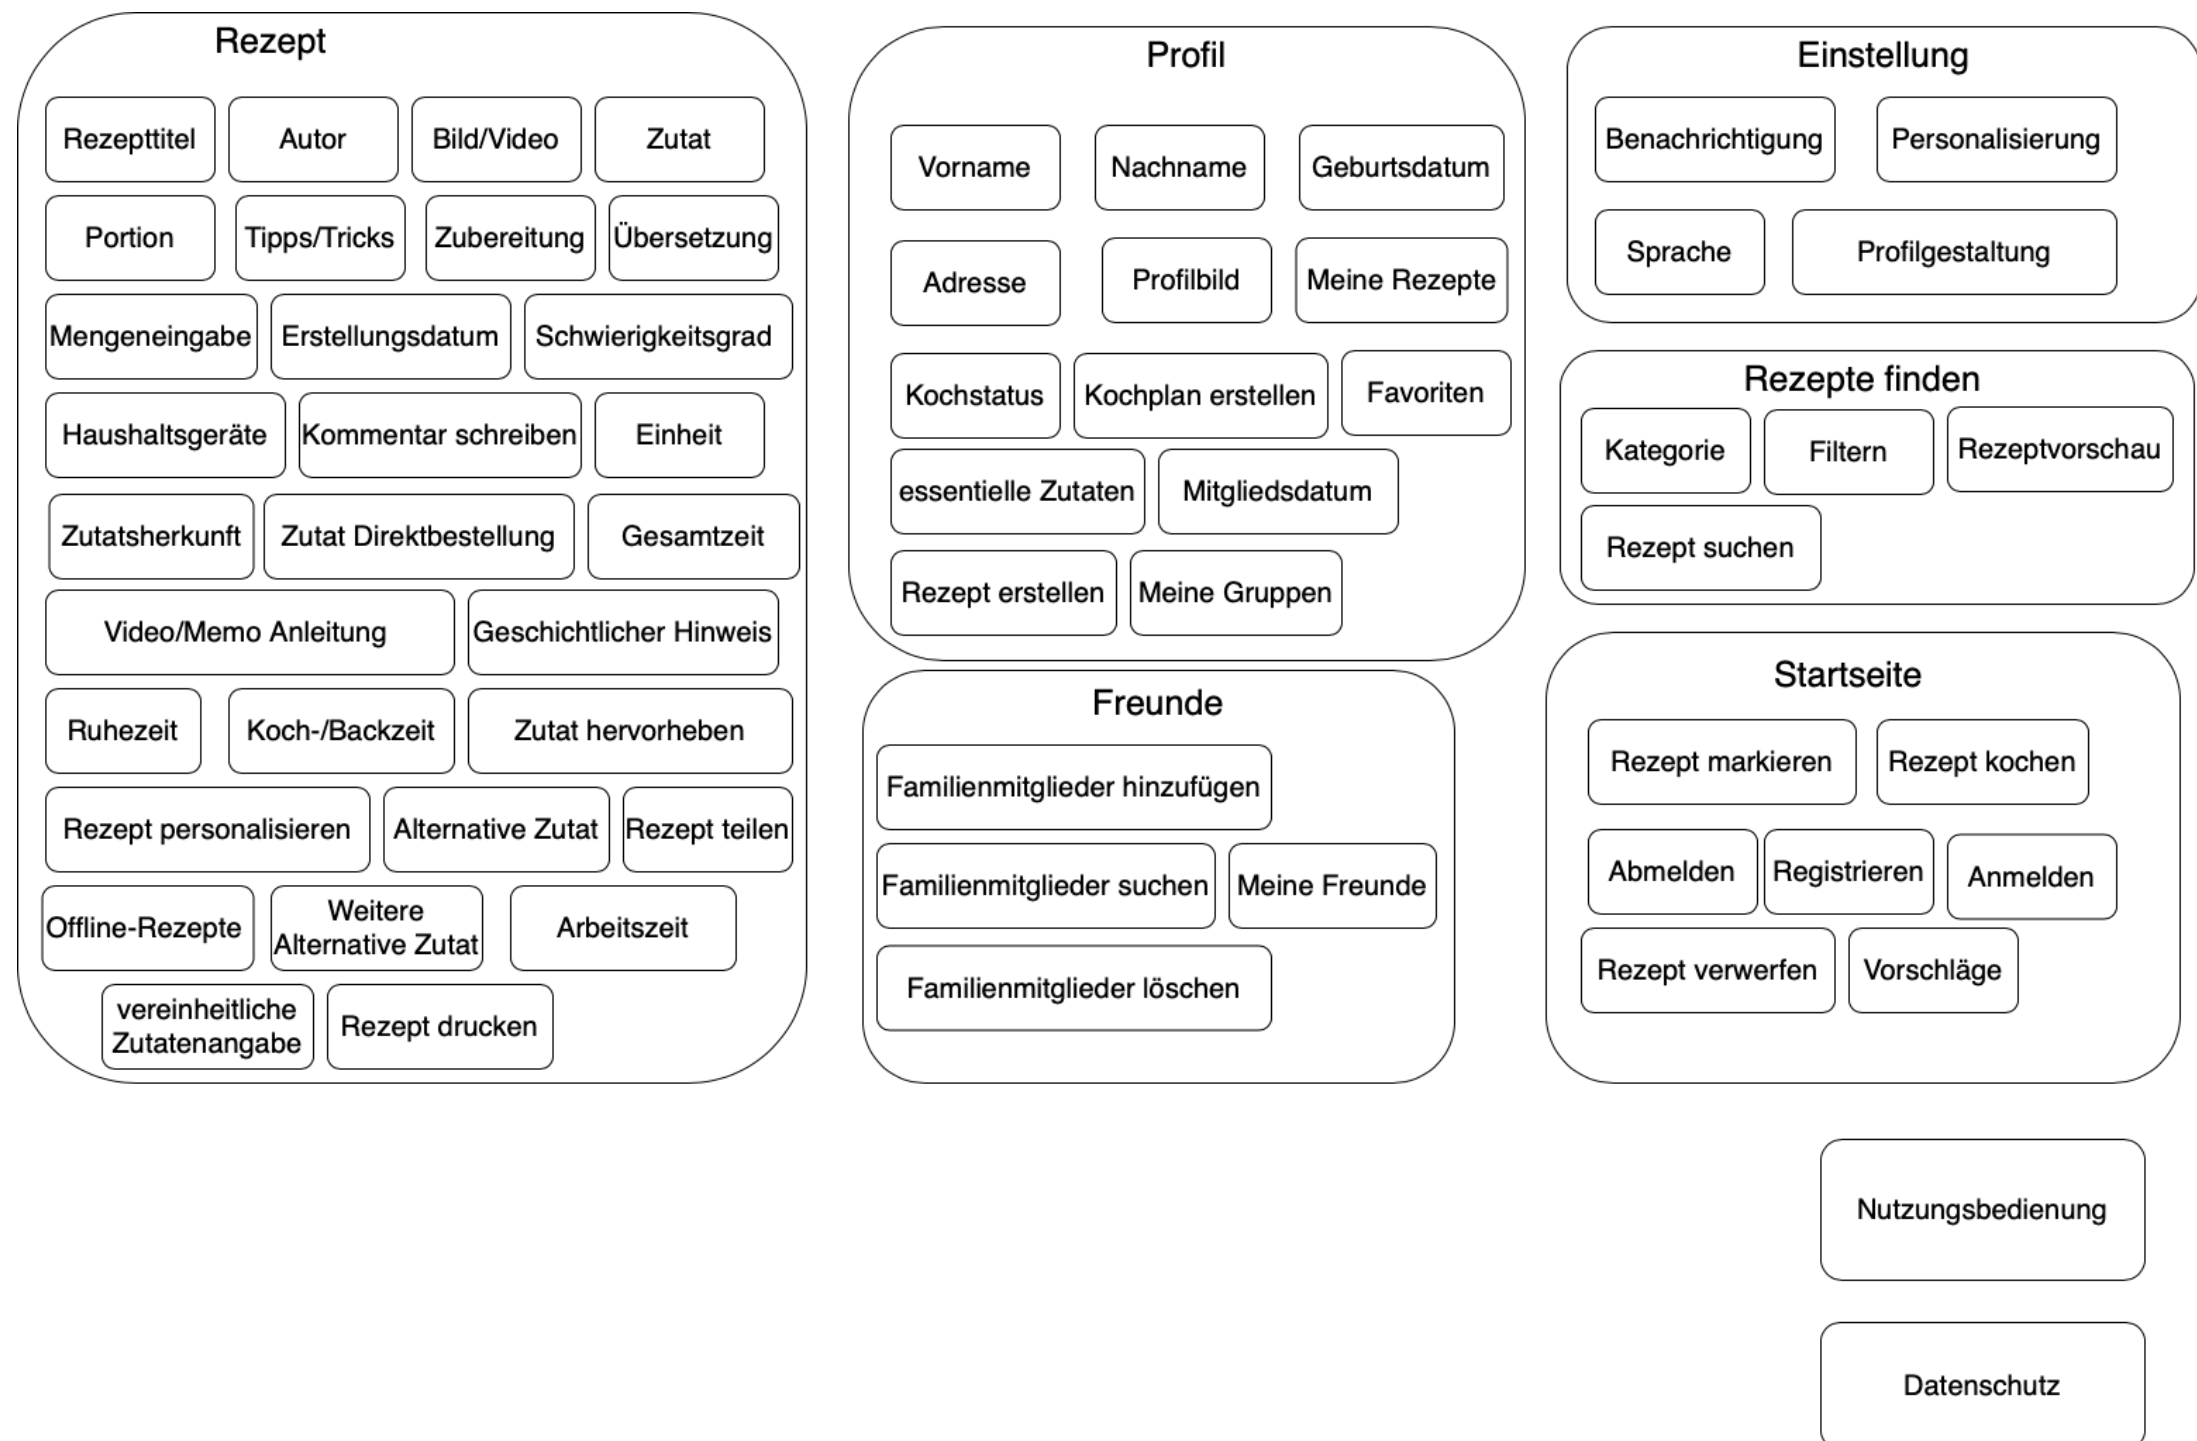 Rezept
Rezepttitel
Autor
Bild/Video
Zutat
Portion
Tipps/Tricks
Zubereitung
Übersetzung
Mengeneingabe
Erstellungsdatum
Schwierigkeitsgrad
Haushaltsgeräte
Kommentar schreiben
Einheit
Zutatsherkunft
Zutat Direktbestellung
Gesamtzeit
Video/Memo Anleitung
Geschichtlicher Hinweis
Ruhezeit
Koch-/Backzeit
Zutat hervorheben
Rezept personalisieren
Alternative Zutat
Rezept teilen
Offline-Rezepte
Weitere
Alternative Zutat
Arbeitszeit
vereinheitliche
Zutatenangabe
Rezept drucken
Profil
Vorname
Nachname
Geburtsdatum
Adresse
Profilbild
Meine Rezepte
Kochstatus
Kochplan erstellen
Favoriten
essentielle Zutaten
Mitgliedsdatum
Rezept erstellen
Meine Gruppen
Freunde
Familienmitglieder hinzufügen
Familienmitglieder suchen
Meine Freunde
Familienmitglieder löschen
Einstellung
Benachrichtigung
Personalisierung
Sprache
Profilgestaltung
Rezepte finden
Kategorie
Filtern
Rezeptvorschau
Rezept suchen
Startseite
Rezept markieren
Rezept kochen
Abmelden
Registrieren
Anmelden
Rezept verwerfen
Vorschläge
Nutzungsbedienung
Datenschutz